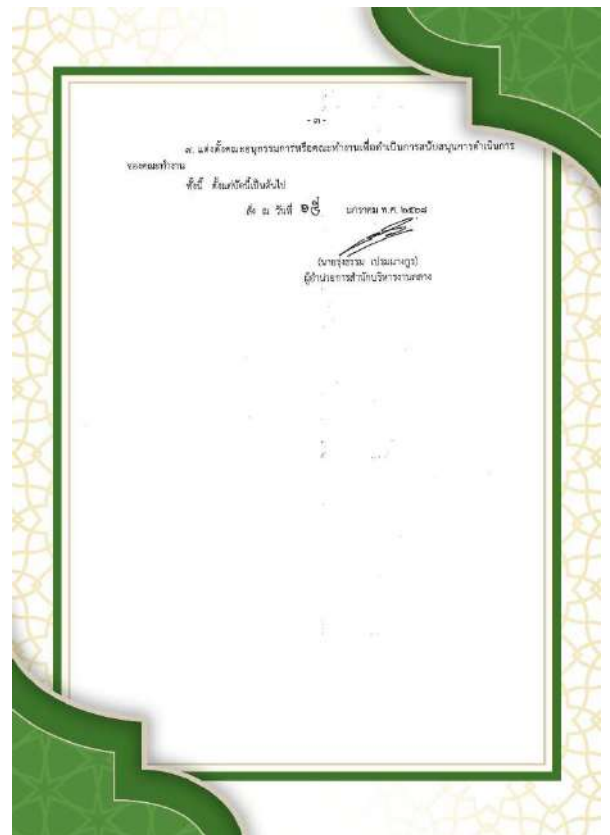 - ๓ -
๗. แต่งตั้งคณะอนุกรรมการหรือคณะทำงานเพื่อดำเนินการสนับสนุนการดำเนินการ
ของคณะทำงาน
ทั้งนี้ ตั้งแต่บัดนี้เป็นต้นไป
สั่ง ณ วันที่ มกราคม พ.ศ. ๒๕๖๘
(นายรุ่งธรรม เปรมมางกูร)
ผู้อำนวยการสำนักบริหารงานกลาง